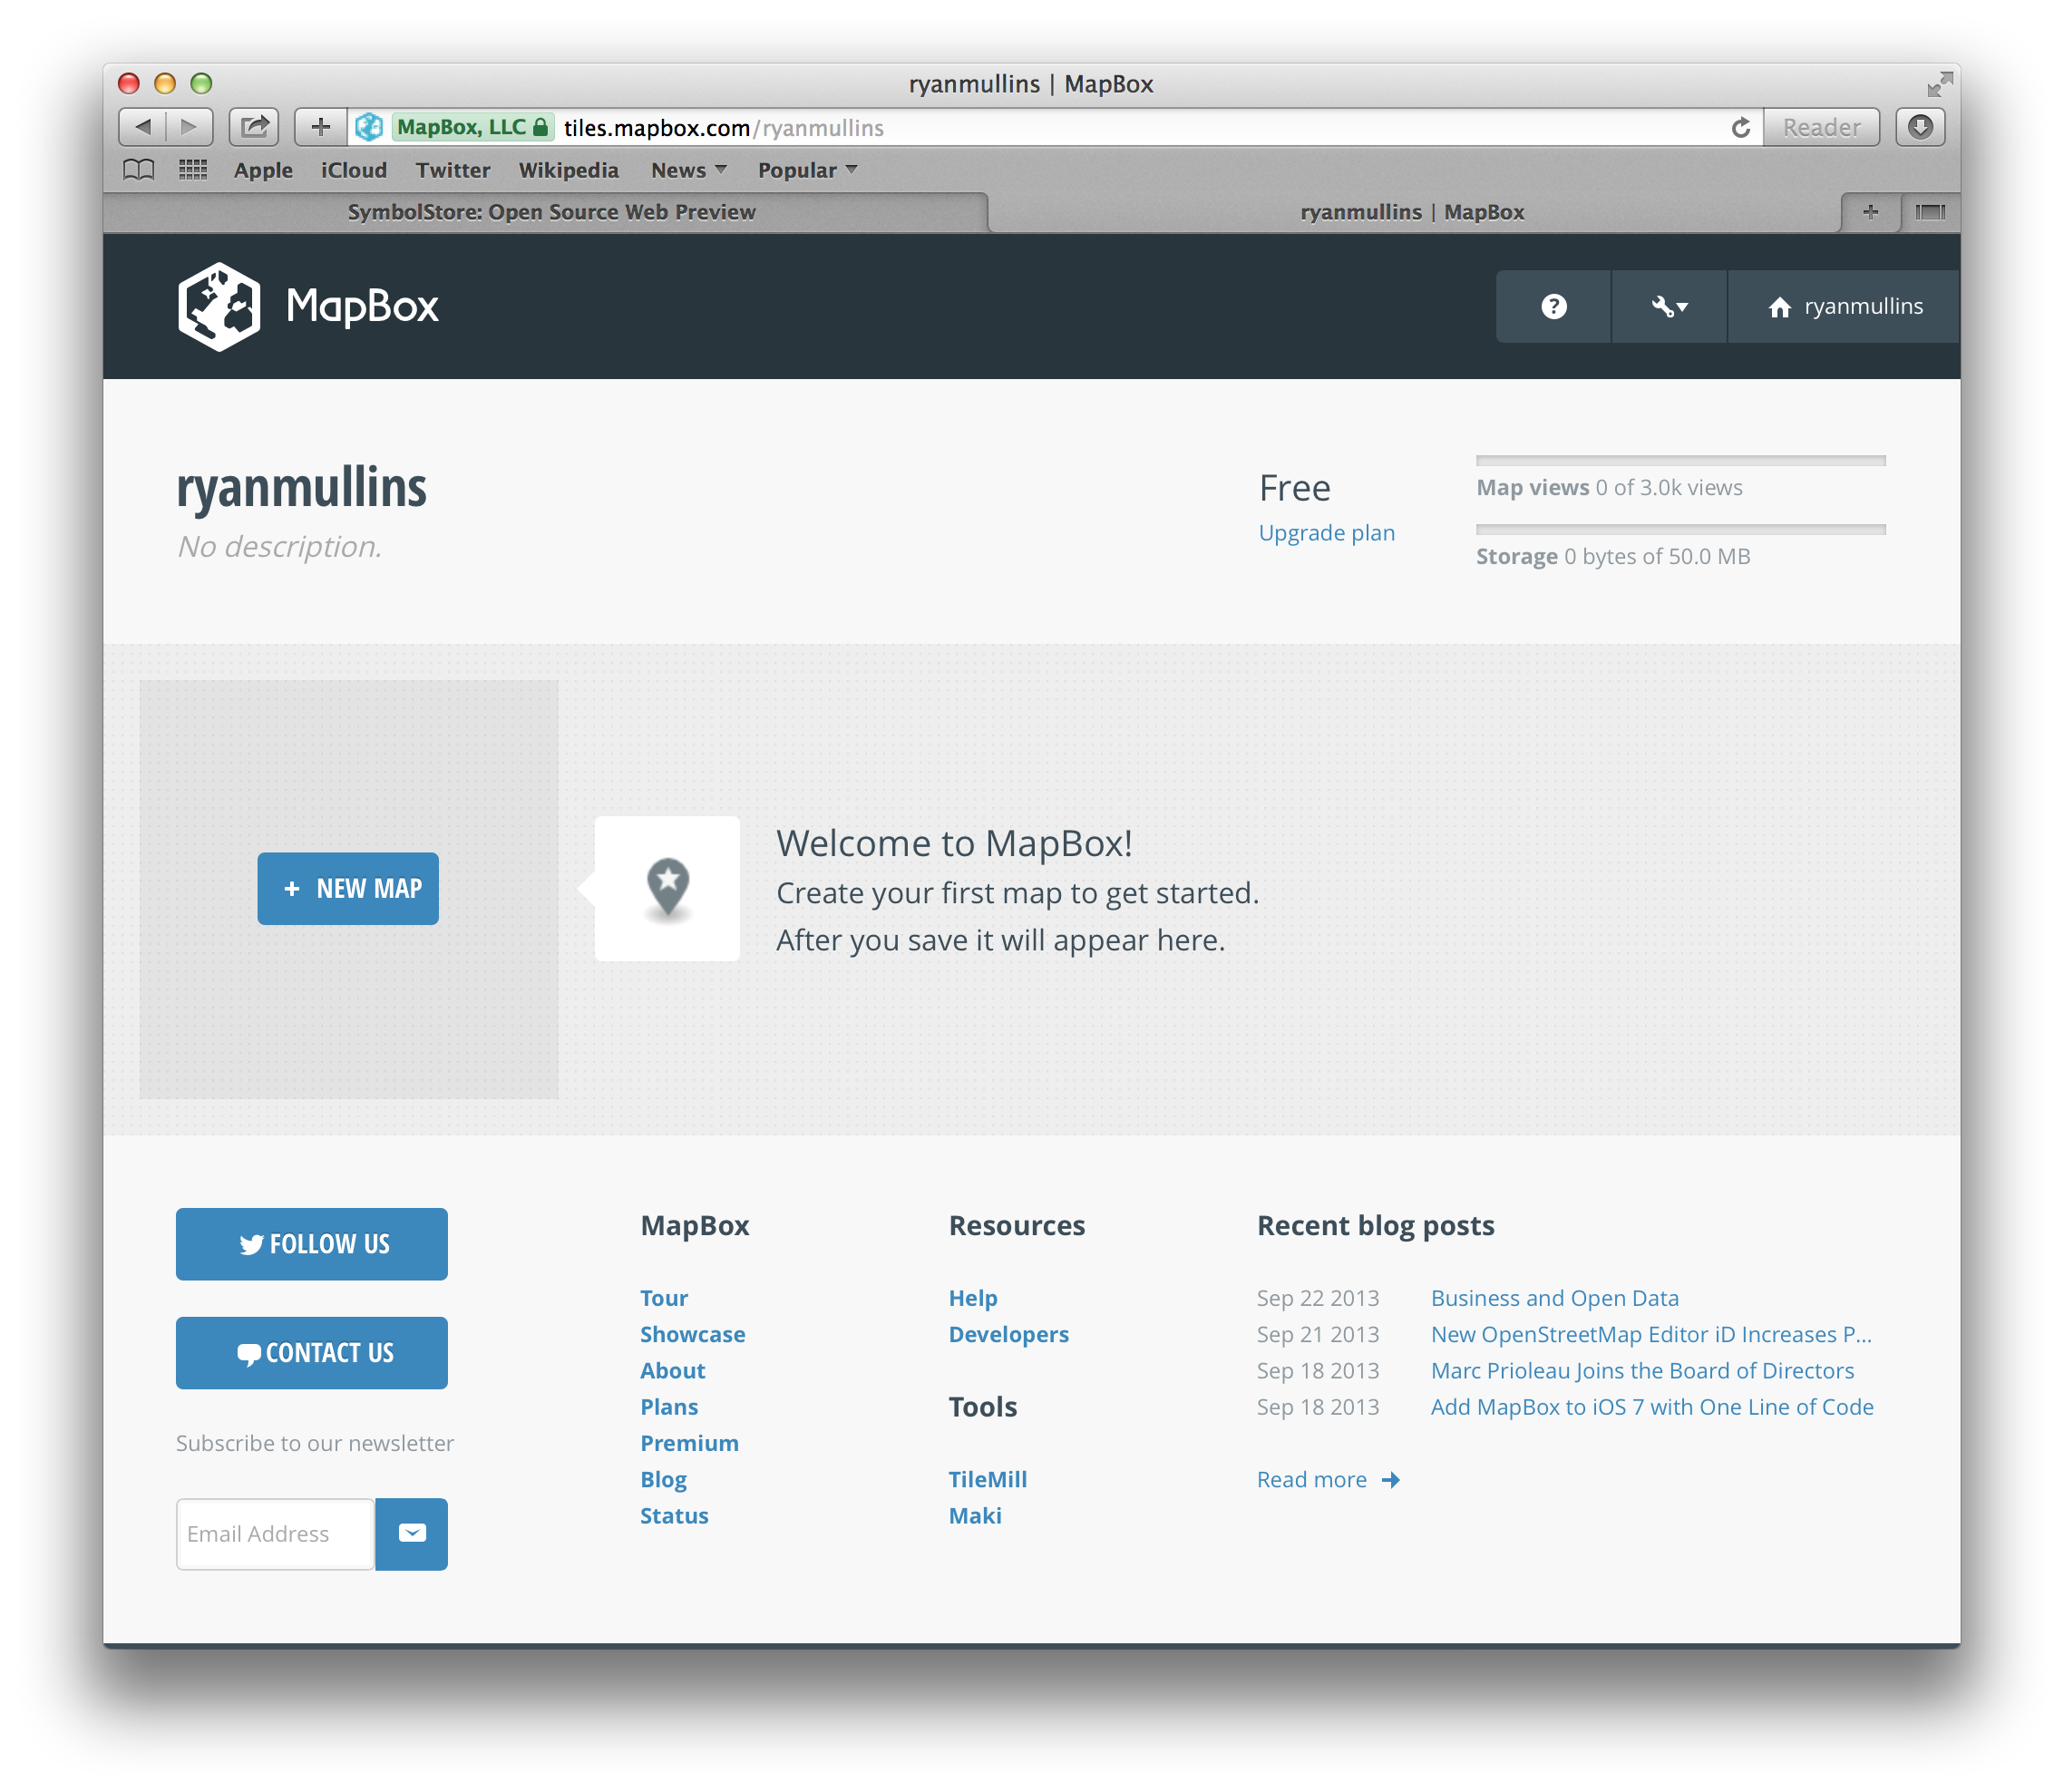 ryanmullins | MapBox
MapBox, LLC tiles.mapbox.com/ryanmullins Reader
Apple iCloud Twitter Wikipedia News Popular
SymbolStore: Open Source Web Preview ryanmullins | MapBox
MapBox ? ryanmullins
ryanmullins
No description.
Free
Upgrade plan
Map views 0 of 3.0k views
Storage 0 bytes of 50.0 MB
+ NEW MAP
Welcome to MapBox!
Create your first map to get started.
After you save it will appear here.
FOLLOW US
CONTACT US
Subscribe to our newsletter
Email Address
MapBox
Tour
Showcase
About
Plans
Premium
Blog
Status
Resources
Help
Developers
Tools
TileMill
Maki
Recent blog posts
Sep 22 2013 Business and Open Data
Sep 21 2013 New OpenStreetMap Editor iD Increases P...
Sep 18 2013 Marc Prioleau Joins the Board of Directors
Sep 18 2013 Add MapBox to iOS 7 with One Line of Code
Read more →